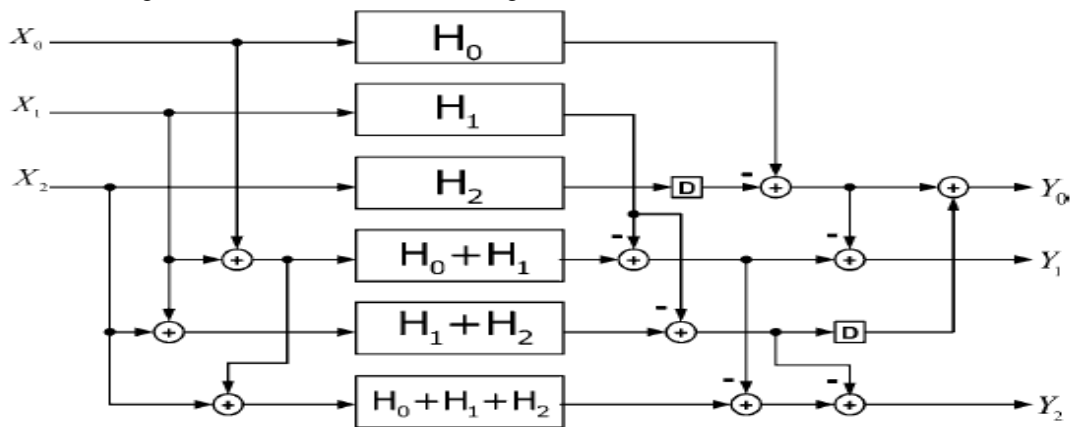 X₀ H₀
X₁ H₁
X₂ H₂ D - + + Y₀.
+ H₀+H₁ - + - + Y₁
+ H₁+H₂ - + D
+ H₀+H₁+H₂ - + - + Y₂